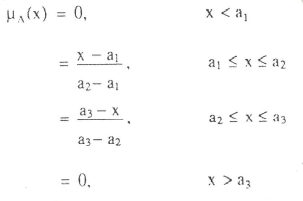 μ_A(x) = 0, x < a₁
= (x − a₁)/(a₂− a₁), a₁ ≤ x ≤ a₂
= (a₃ − x)/(a₃− a₂), a₂ ≤ x ≤ a₃
= 0, x > a₃